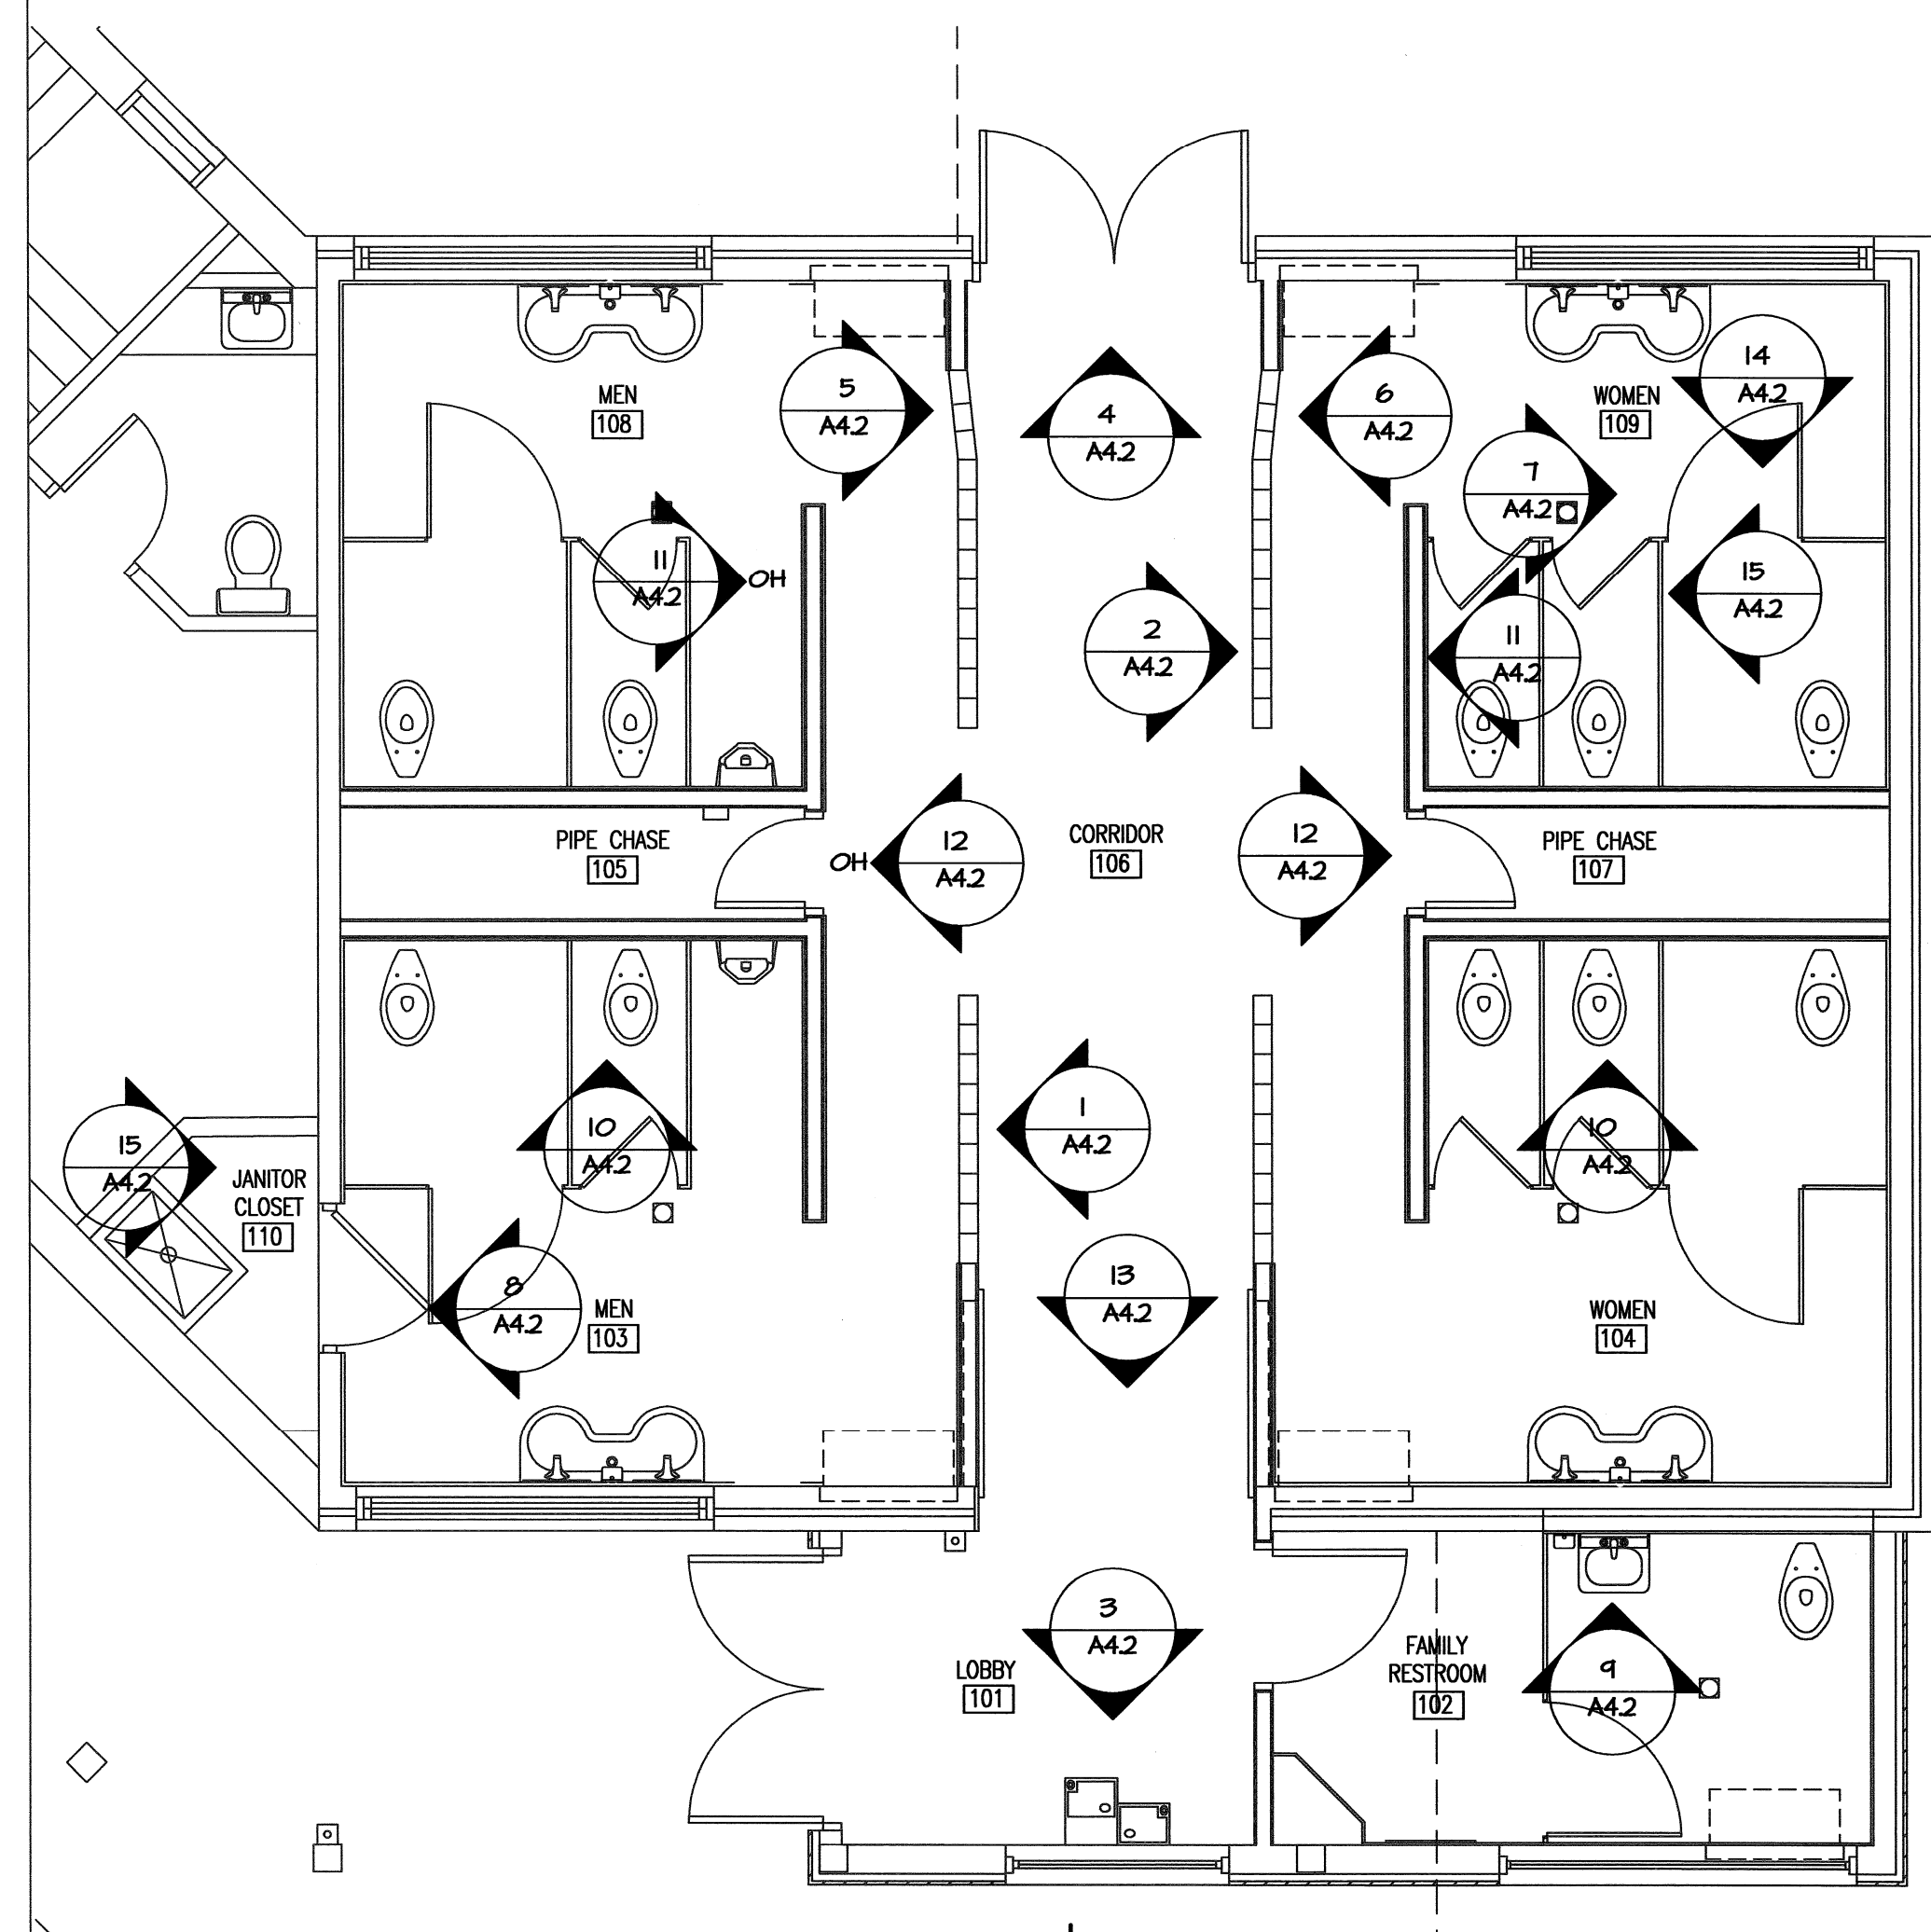 14
A4.2
5
A4.2
MEN
108
4
A4.2
6
A4.2
WOMEN
109
7
A4.2
11
A4.2
OH
15
A4.2
2
A4.2
11
A4.2
PIPE CHASE
105
OH
12
A4.2
CORRIDOR
106
12
A4.2
PIPE CHASE
107
1
A4.2
10
A4.2
10
A4.2
15
A4.2
JANITOR
CLOSET
110
8
A4.2
MEN
103
13
A4.2
WOMEN
104
3
A4.2
LOBBY
101
FAMILY
RESTROOM
102
9
A4.2